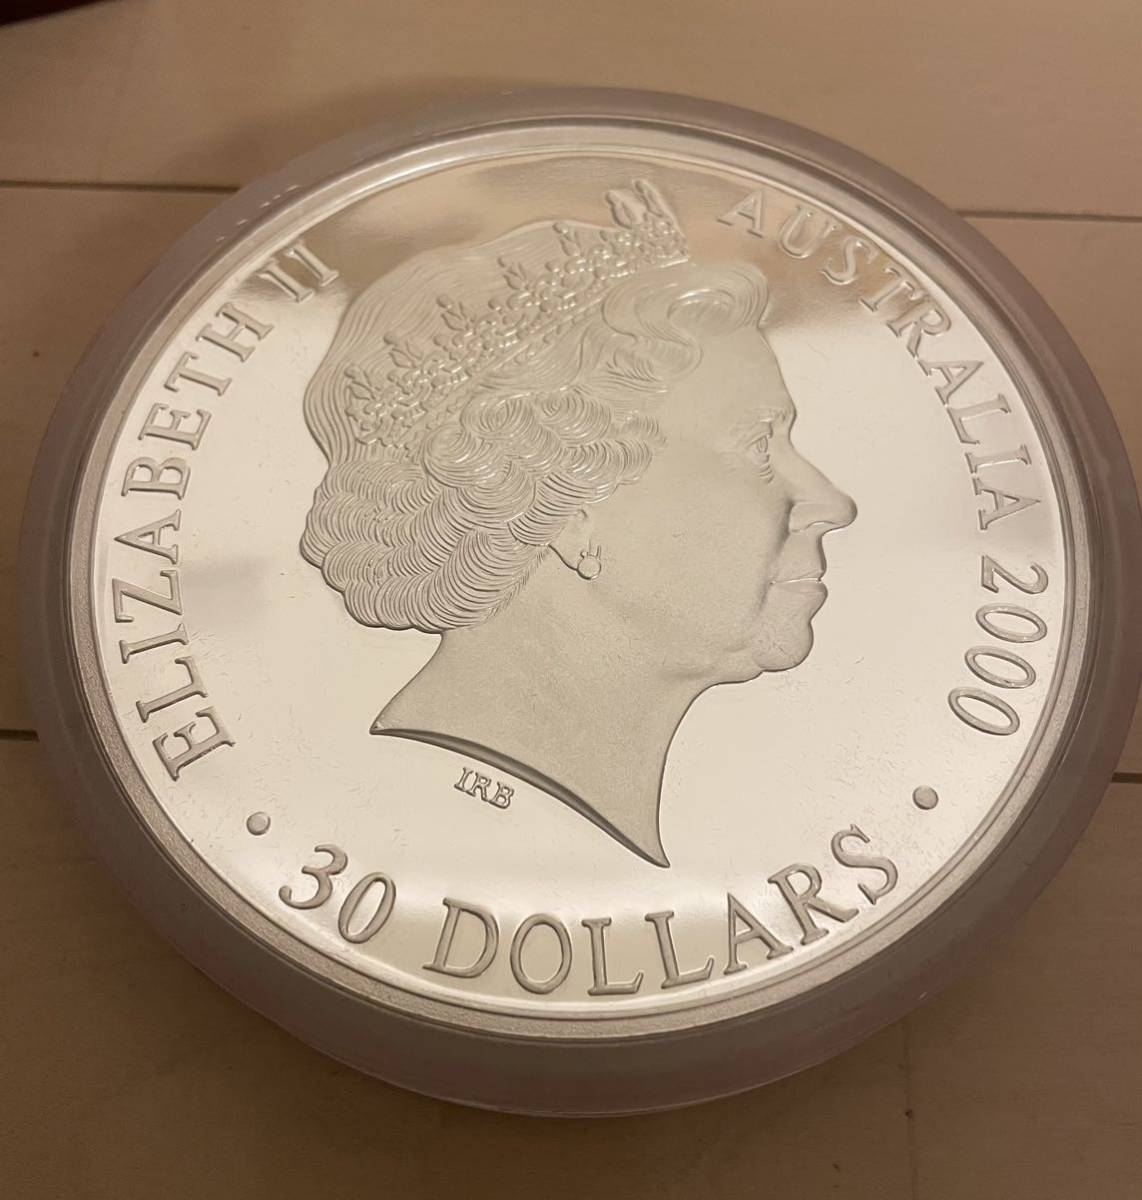 ELIZABETH II
AUSTRALIA 2000
IRB
• 30 DOLLARS •